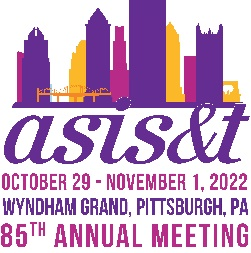 asis&t
OCTOBER 29 - NOVEMBER 1, 2022
WYNDHAM GRAND, PITTSBURGH, PA
85TH ANNUAL MEETING